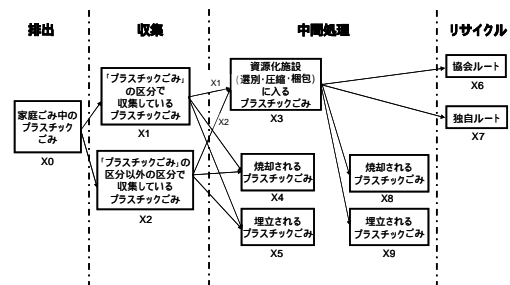 排出
収集
中間処理
リサイクル
家庭ごみ中の
プラスチック
ごみ
X0
「プラスチックごみ」
の区分で
収集している
プラスチックごみ
X1
「プラスチックごみ」の
区分以外の区分で
収集している
プラスチックごみ
X2
X1
X2
資源化施設
(選別・圧縮・梱包)
に入る
プラスチックごみ
X3
焼却される
プラスチックごみ
X4
埋立される
プラスチックごみ
X5
焼却される
プラスチックごみ
X8
埋立される
プラスチックごみ
X9
協会ルート
X6
独自ルート
X7